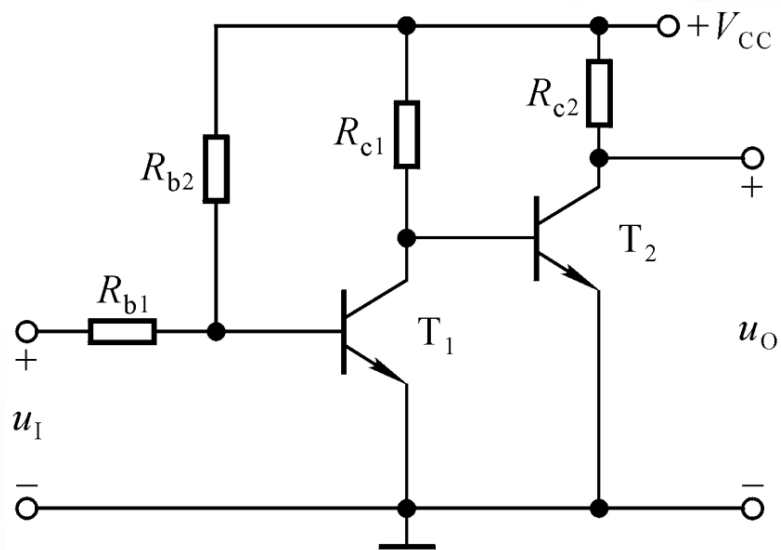 +V_CC
R_c2
R_c1
R_b2
+
T_2
R_b1
T_1
+
u_O
u_I
−
−